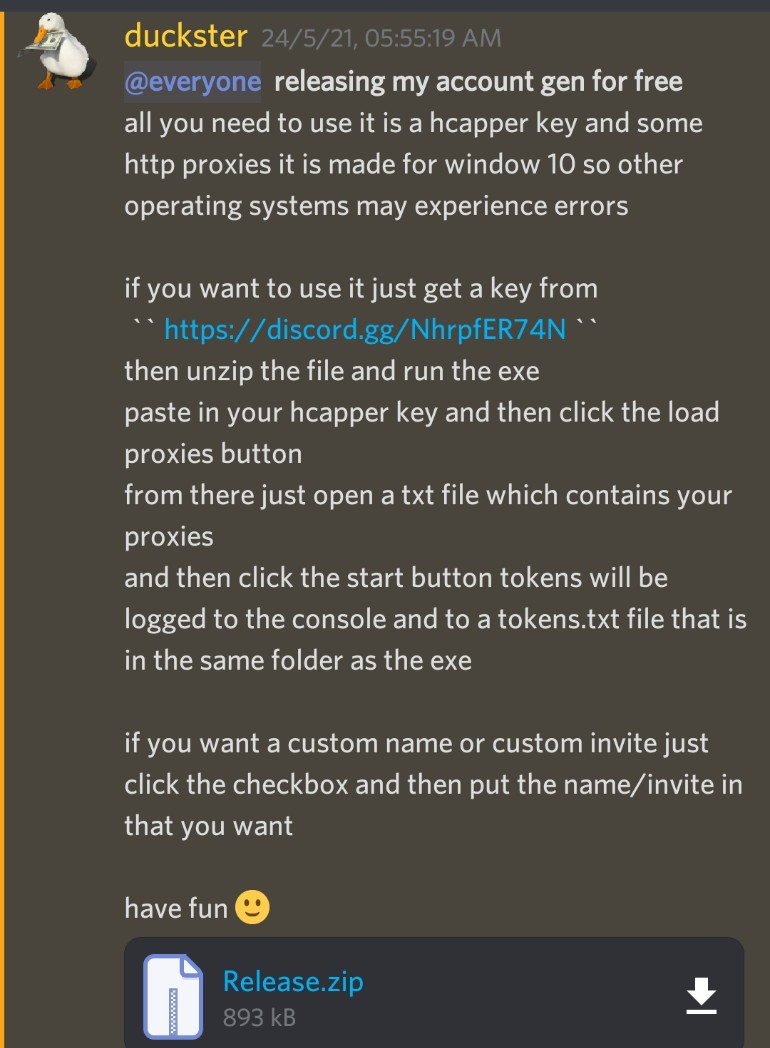 duckster 24/5/21, 05:55:19 AM
@everyone releasing my account gen for free
all you need to use it is a hcapper key and some
http proxies it is made for window 10 so other
operating systems may experience errors
if you want to use it just get a key from
`` https://discord.gg/NhrpfER74N ``
then unzip the file and run the exe
paste in your hcapper key and then click the load
proxies button
from there just open a txt file which contains your
proxies
and then click the start button tokens will be
logged to the console and to a tokens.txt file that is
in the same folder as the exe
if you want a custom name or custom invite just
click the checkbox and then put the name/invite in
that you want
have fun 🙂
Release.zip
893 kB